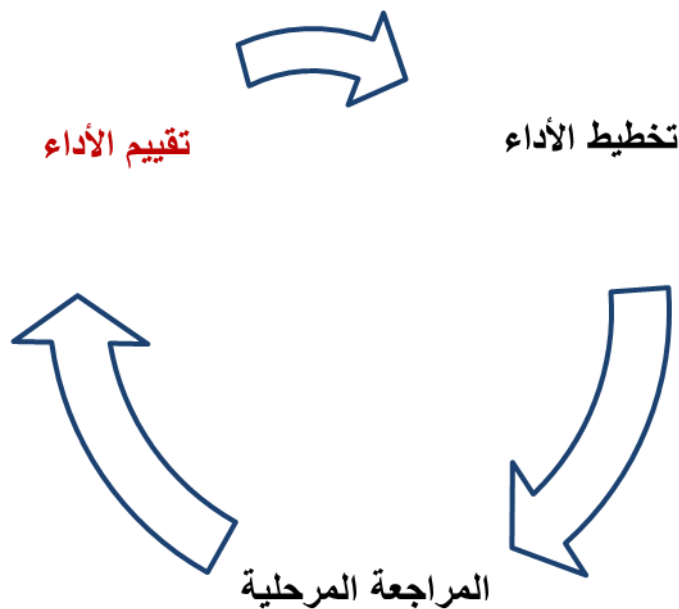 تخطيط الأداء
تقييم الأداء
المراجعة المرحلية